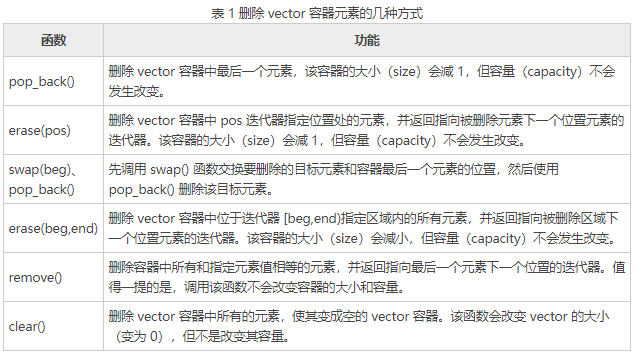 表 1 删除 vector 容器元素的几种方式
函数
功能
pop_back()
删除 vector 容器中最后一个元素，该容器的大小（size）会减 1，但容量（capacity）不会
发生改变。
erase(pos)
删除 vector 容器中 pos 迭代器指定位置处的元素，并返回指向被删除元素下一个位置元素的
迭代器。该容器的大小（size）会减 1，但容量（capacity）不会发生改变。
swap(beg)、
pop_back()
先调用 swap() 函数交换要删除的目标元素和容器最后一个元素的位置，然后使用
pop_back() 删除该目标元素。
erase(beg,end)
删除 vector 容器中位于迭代器 [beg,end)指定区域内的所有元素，并返回指向被删除区域下
一个位置元素的迭代器。该容器的大小（size）会减小，但容量（capacity）不会发生改变。
remove()
删除容器中所有和指定元素值相等的元素，并返回指向最后一个元素下一个位置的迭代器。值
得一提的是，调用该函数不会改变容器的大小和容量。
clear()
删除 vector 容器中所有的元素，使其变成空的 vector 容器。该函数会改变 vector 的大小
（变为 0），但不是改变其容量。